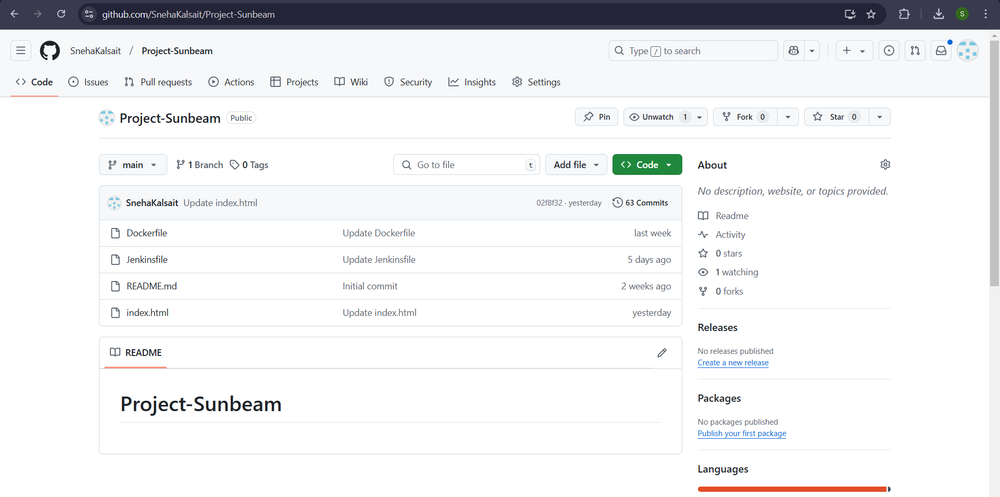 github.com/SnehaKalsait/Project-Sunbeam
S
SnehaKalsait / Project-Sunbeam
Type / to search
Code Issues Pull requests Actions Projects Wiki Security Insights Settings
Project-Sunbeam Public
Pin Unwatch 1 Fork 0 Star 0
main 1 Branch 0 Tags Go to file t Add file Code
SnehaKalsait Update index.html 02f8f32 · yesterday 63 Commits
Dockerfile Update Dockerfile last week
Jenkinsfile Update Jenkinsfile 5 days ago
README.md Initial commit 2 weeks ago
index.html Update index.html yesterday
README
Project-Sunbeam
About
No description, website, or topics provided.
Readme
Activity
0 stars
1 watching
0 forks
Releases
No releases published
Create a new release
Packages
No packages published
Publish your first package
Languages